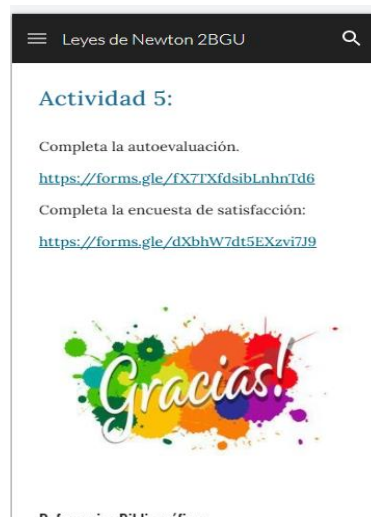 Leyes de Newton 2BGU
Actividad 5:
Completa la autoevaluación.
https://forms.gle/fX7TXfdsibLnhnTd6
Completa la encuesta de satisfacción:
https://forms.gle/dXbhW7dt5EXzvi7J9
Gracias!